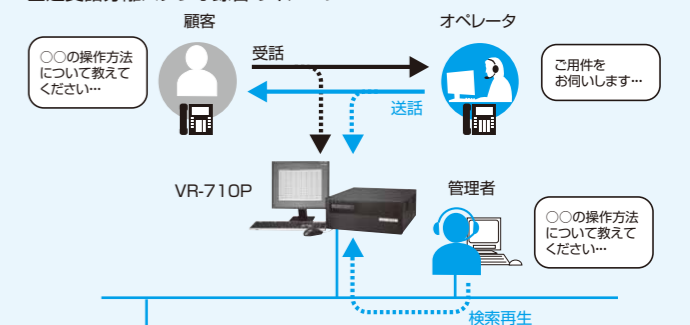 顧客
オペレータ
○○の操作方法
について教えて
ください…
受話
ご用件を
お伺いします…
送話
VR-710P
管理者
○○の操作方法
について教えて
ください…
検索再生